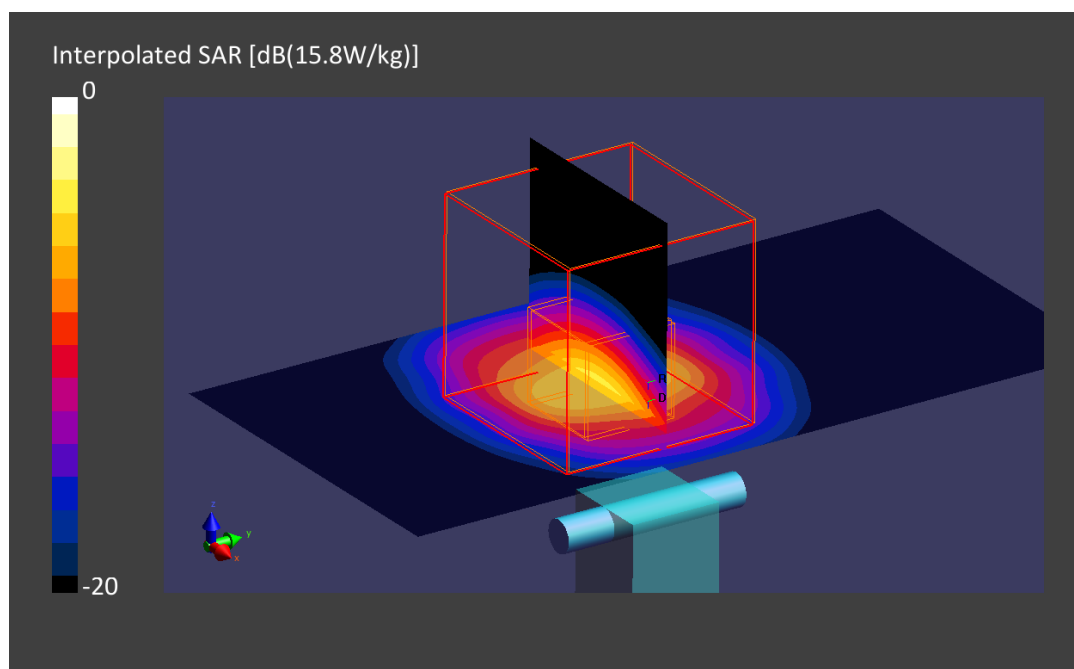 Interpolated SAR [dB(15.8W/kg)]
0
R
D
z
y
x
-20